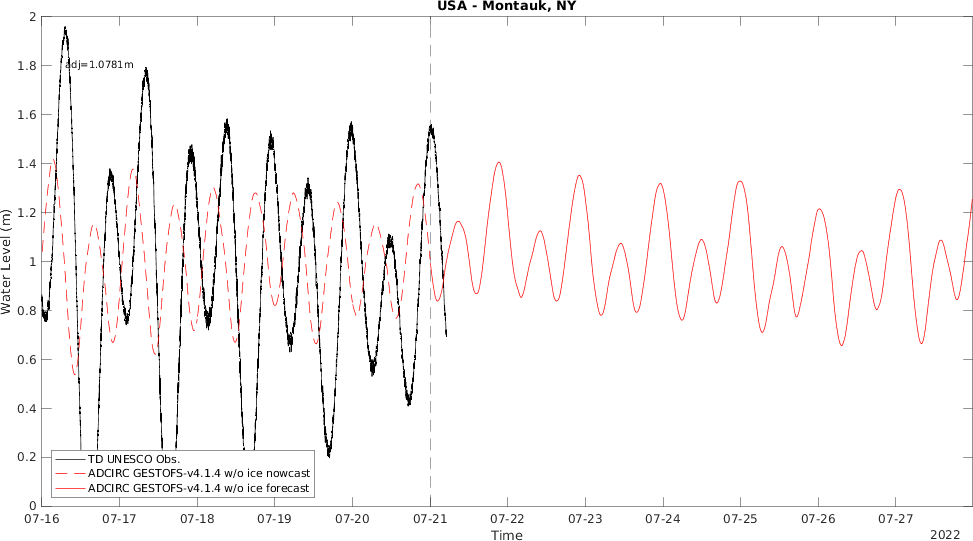 USA - Montauk, NY
2
1.8
1.6
1.4
1.2
1
0.8
0.6
0.4
0.2
0
Water Level (m)
adj=1.0781m
TD UNESCO Obs.
ADCIRC GESTOFS-v4.1.4 w/o ice nowcast
ADCIRC GESTOFS-v4.1.4 w/o ice forecast
07-16 07-17 07-18 07-19 07-20 07-21 07-22 07-23 07-24 07-25 07-26 07-27
Time
2022